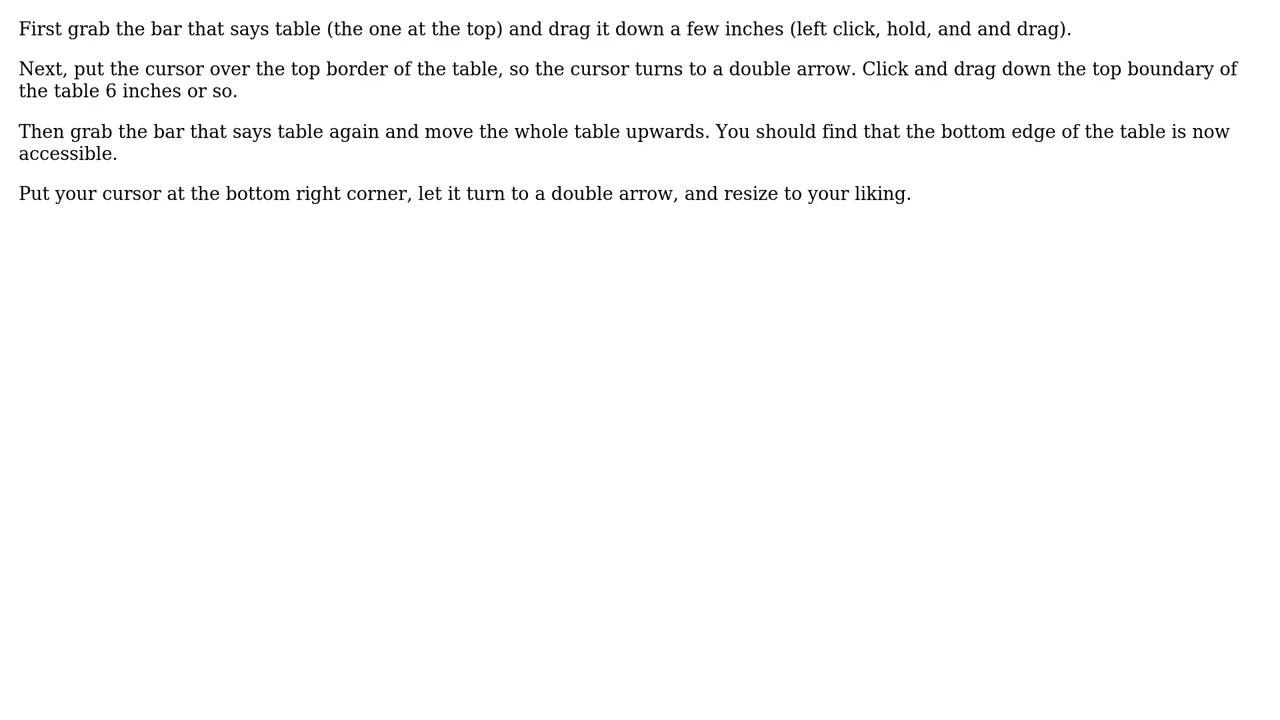 First grab the bar that says table (the one at the top) and drag it down a few inches (left click, hold, and and drag).
Next, put the cursor over the top border of the table, so the cursor turns to a double arrow. Click and drag down the top boundary of
the table 6 inches or so.
Then grab the bar that says table again and move the whole table upwards. You should find that the bottom edge of the table is now
accessible.
Put your cursor at the bottom right corner, let it turn to a double arrow, and resize to your liking.